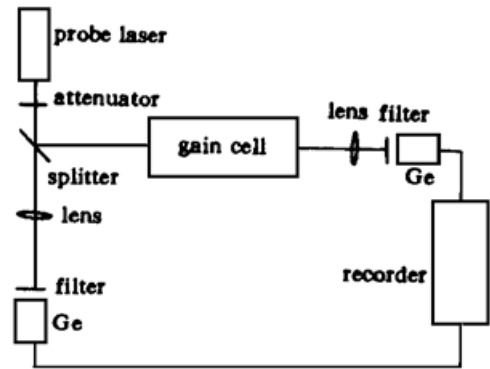 probe laser
attenuator
lens filter
gain cell
splitter
Ge
lens
recorder
filter
Ge